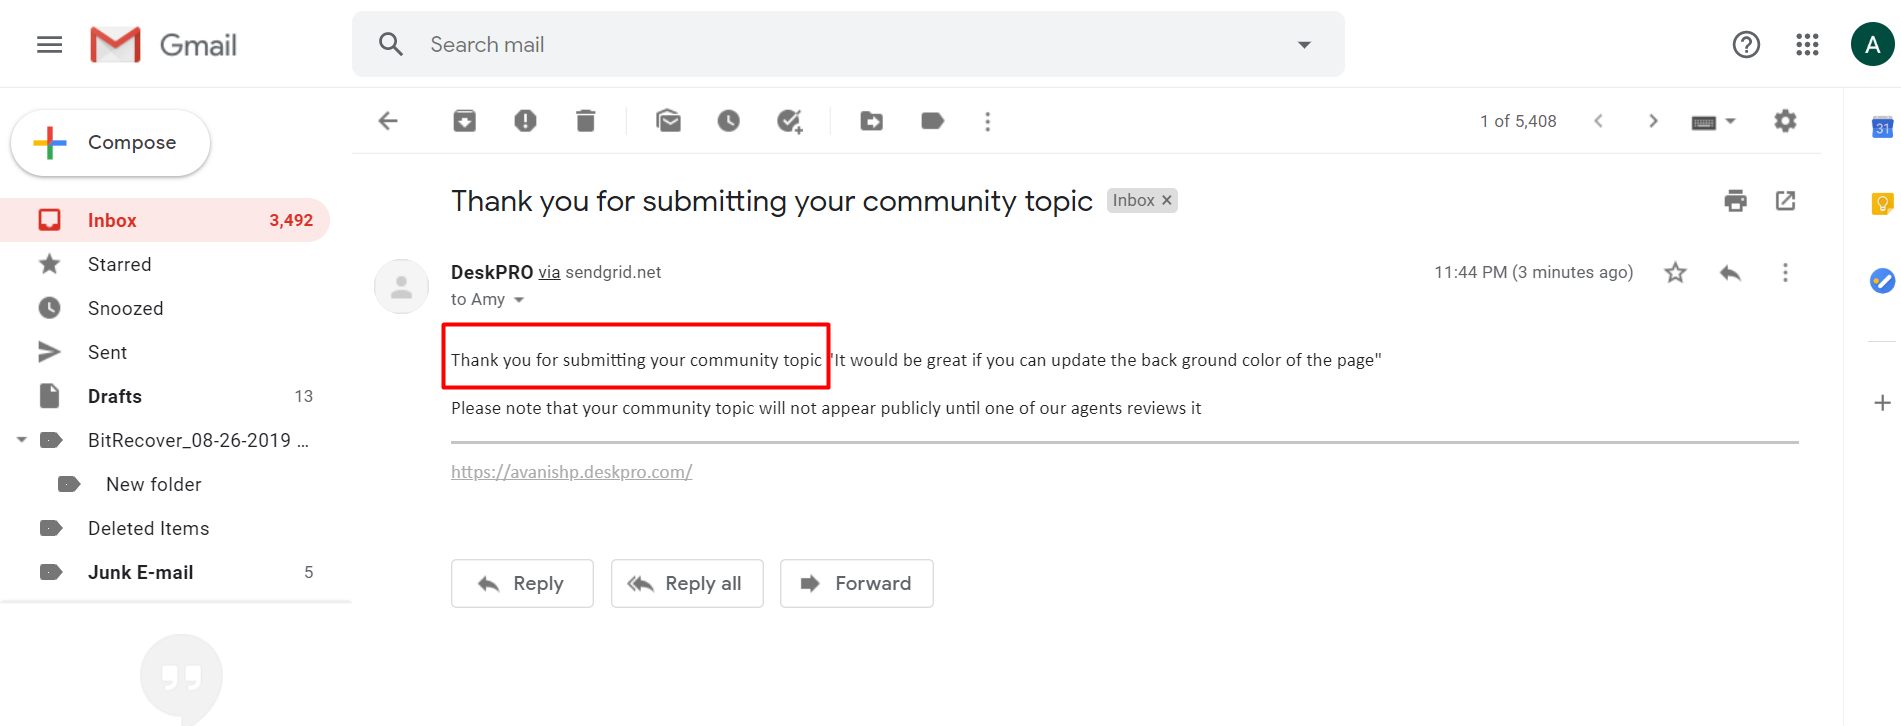 Gmail
Search mail
A
Compose
1 of 5,408
31
Thank you for submitting your community topic Inbox ×
Inbox 3,492
Starred
Snoozed
Sent
Drafts 13
BitRecover_08-26-2019 ...
New folder
Deleted Items
Junk E-mail 5
DeskPRO via sendgrid.net 11:44 PM (3 minutes ago)
to Amy
Thank you for submitting your community topic "It would be great if you can update the back ground color of the page"
Please note that your community topic will not appear publicly until one of our agents reviews it
https://avanishp.deskpro.com/
Reply Reply all Forward